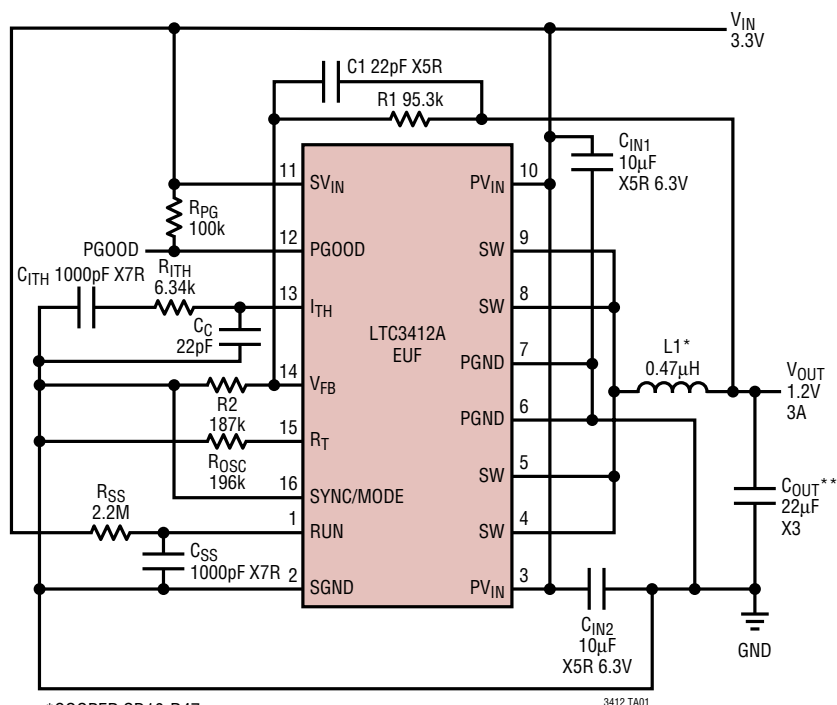 VIN
3.3V
C1 22pF X5R
R1 95.3k
CIN1
10µF
X5R 6.3V
11
SVIN
PVIN
10
RPG
100k
PGOOD
12
PGOOD
SW
9
CITH 1000pF X7R
RITH
6.34k
13
ITH
SW
8
CC
22pF
LTC3412A
EUF
PGND
7
L1*
0.47µH
VOUT
1.2V
3A
14
VFB
R2
187k
PGND
6
15
RT
ROSC
196k
SW
5
16
SYNC/MODE
COUT**
22µF
X3
RSS
2.2M
1
RUN
SW
4
CSS
1000pF X7R
2
SGND
PVIN
3
CIN2
10µF
X5R 6.3V
GND
3412 TA01